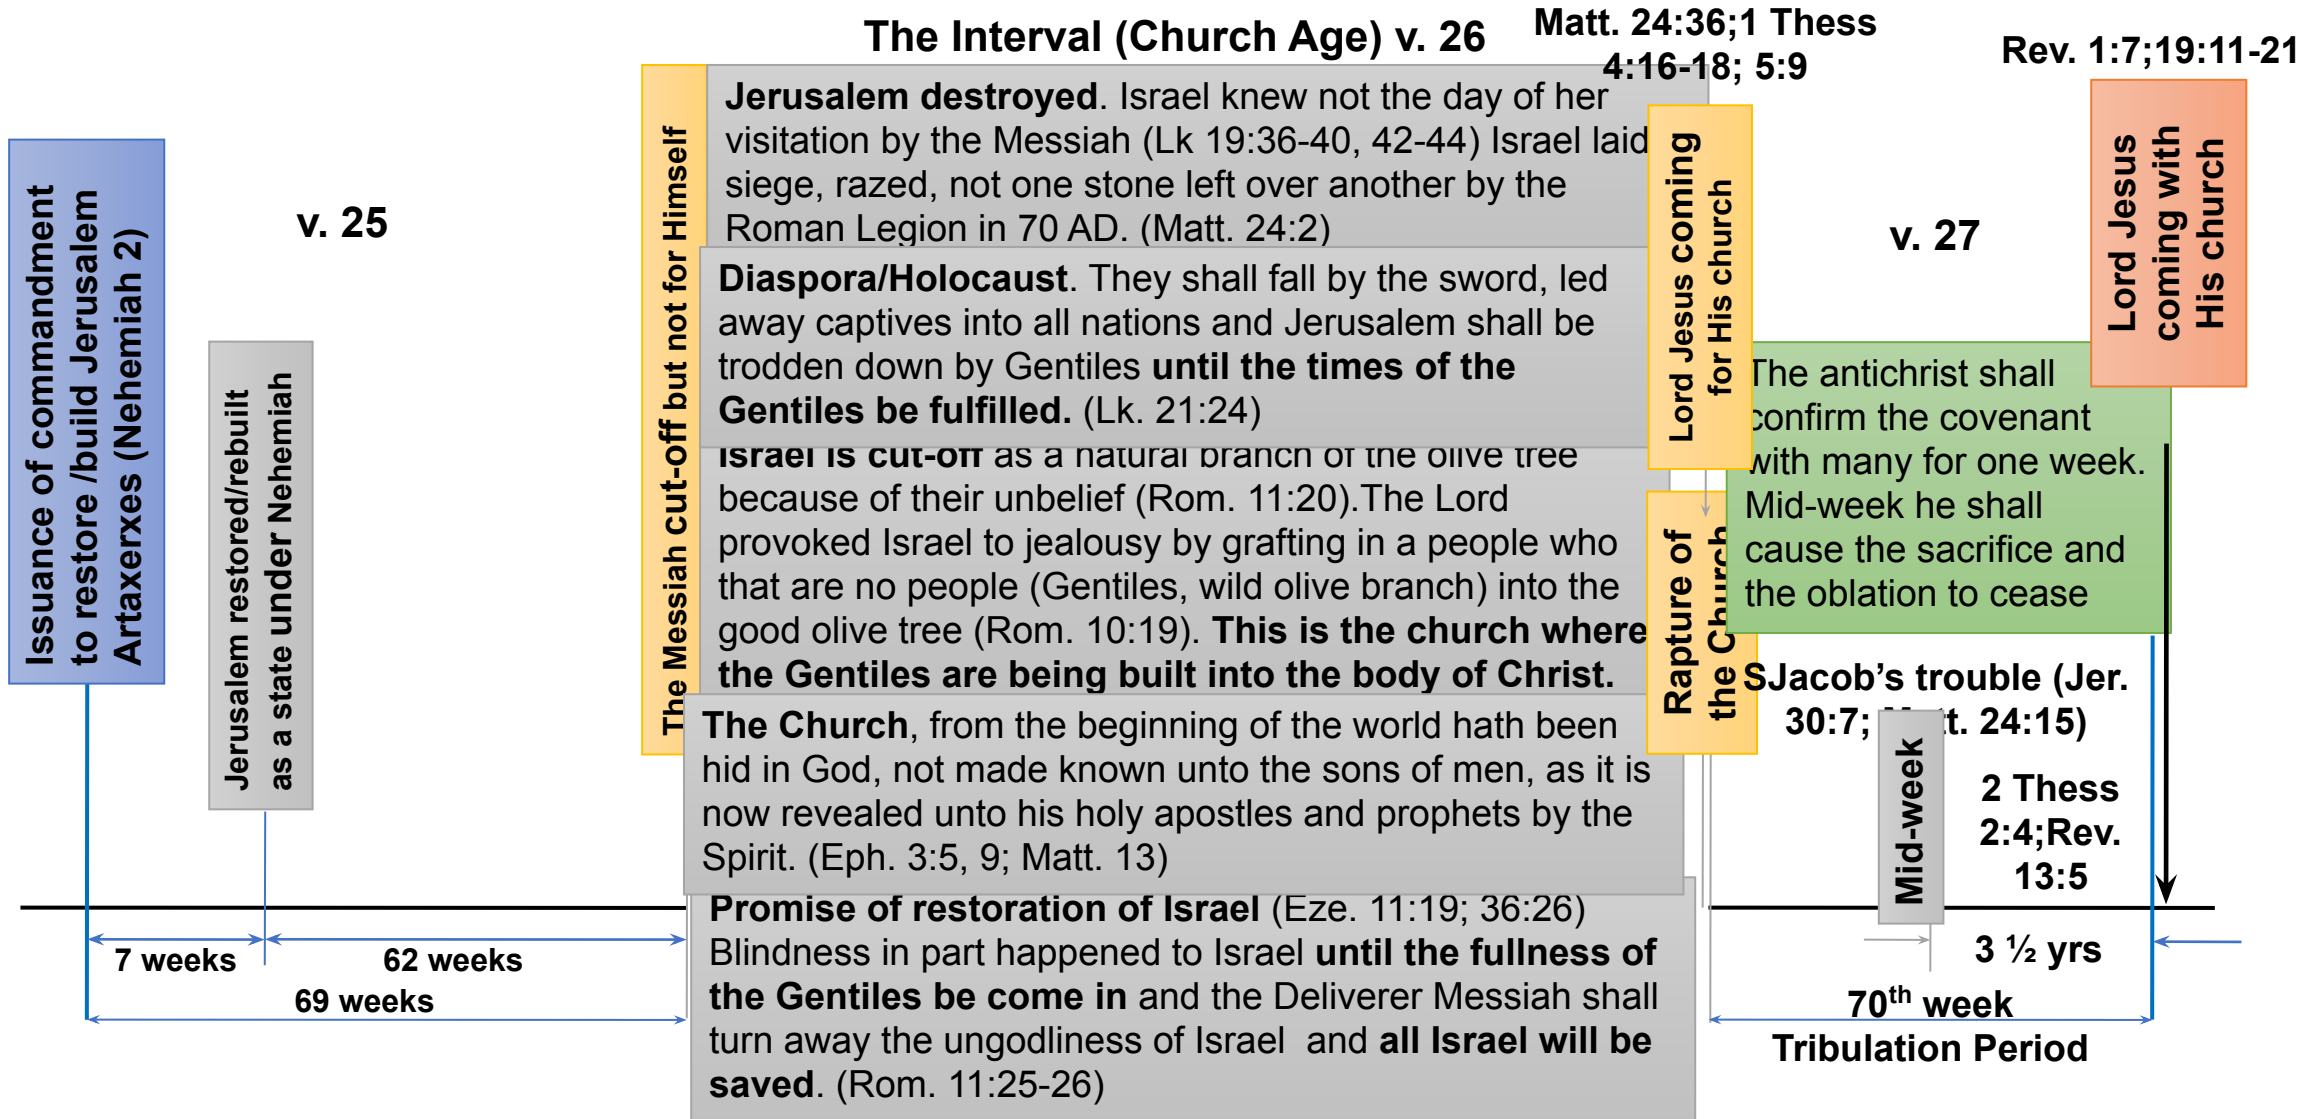 The Interval (Church Age) v. 26
Matt. 24:36;1 Thess
4:16-18; 5:9
Rev. 1:7;19:11-21
Issuance of commandment
to restore /build Jerusalem
Artaxerxes (Nehemiah 2)
v. 25
Jerusalem restored/rebuilt
as a state under Nehemiah
The Messiah cut-off but not for Himself
Jerusalem destroyed. Israel knew not the day of her
visitation by the Messiah (Lk 19:36-40, 42-44) Israel laid
siege, razed, not one stone left over another by the
Roman Legion in 70 AD. (Matt. 24:2)
Diaspora/Holocaust. They shall fall by the sword, led
away captives into all nations and Jerusalem shall be
trodden down by Gentiles until the times of the
Gentiles be fulfilled. (Lk. 21:24)
Israel is cut-off as a natural branch of the olive tree
because of their unbelief (Rom. 11:20).The Lord
provoked Israel to jealousy by grafting in a people who
that are no people (Gentiles, wild olive branch) into the
good olive tree (Rom. 10:19). This is the church where
the Gentiles are being built into the body of Christ.
The Church, from the beginning of the world hath been
hid in God, not made known unto the sons of men, as it is
now revealed unto his holy apostles and prophets by the
Spirit. (Eph. 3:5, 9; Matt. 13)
Promise of restoration of Israel (Eze. 11:19; 36:26)
Blindness in part happened to Israel until the fullness of
the Gentiles be come in and the Deliverer Messiah shall
turn away the ungodliness of Israel and all Israel will be
saved. (Rom. 11:25-26)
Lord Jesus coming
for His church
Rapture of
the Church
v. 27
Lord Jesus
coming with
His church
The antichrist shall
confirm the covenant
with many for one week.
Mid-week he shall
cause the sacrifice and
the oblation to cease
SJacob's trouble (Jer.
30:7; 24:15)
Mid-week
2 Thess
2:4;Rev.
13:5
7 weeks
62 weeks
69 weeks
3 ½ yrs
70th week
Tribulation Period